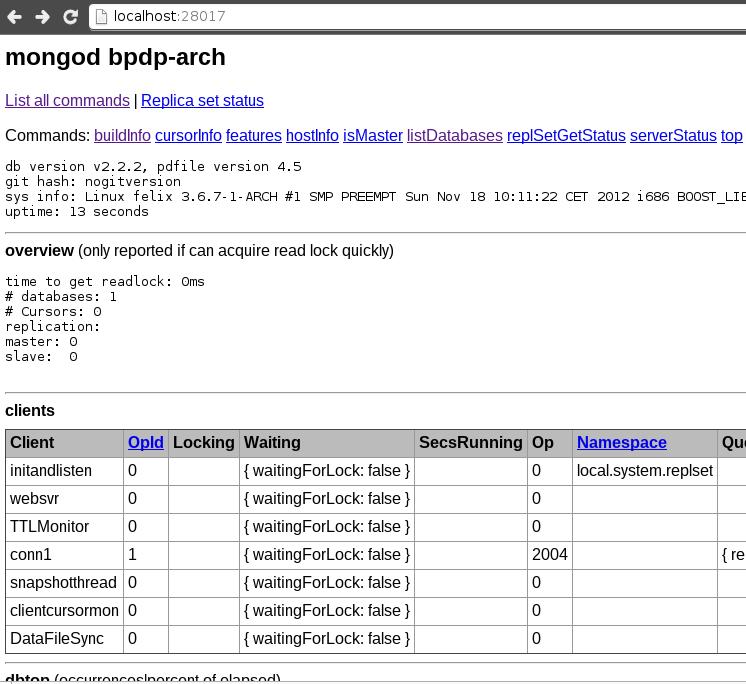 localhost:28017
mongod bpdp-arch
List all commands | Replica set status
Commands: buildInfo cursorInfo features hostInfo isMaster listDatabases replSetGetStatus serverStatus top
db version v2.2.2, pdfile version 4.5
git hash: nogitversion
sys info: Linux felix 3.6.7-1-ARCH #1 SMP PREEMPT Sun Nov 18 10:11:22 CET 2012 i686 BOOST_LIB
uptime: 13 seconds
overview (only reported if can acquire read lock quickly)
time to get readlock: 0ms
# databases: 1
# Cursors: 0
replication:
master: 0
slave:  0
clients
Client OpId Locking Waiting SecsRunning Op Namespace Que
initandlisten 0 { waitingForLock: false } 0 local.system.replset
websvr 0 { waitingForLock: false } 0
TTLMonitor 0 { waitingForLock: false } 0
conn1 1 { waitingForLock: false } 2004 { re
snapshotthread 0 { waitingForLock: false } 0
clientcursormon 0 { waitingForLock: false } 0
DataFileSync 0 { waitingForLock: false } 0
dbtop (occurrences|percent of elapsed)